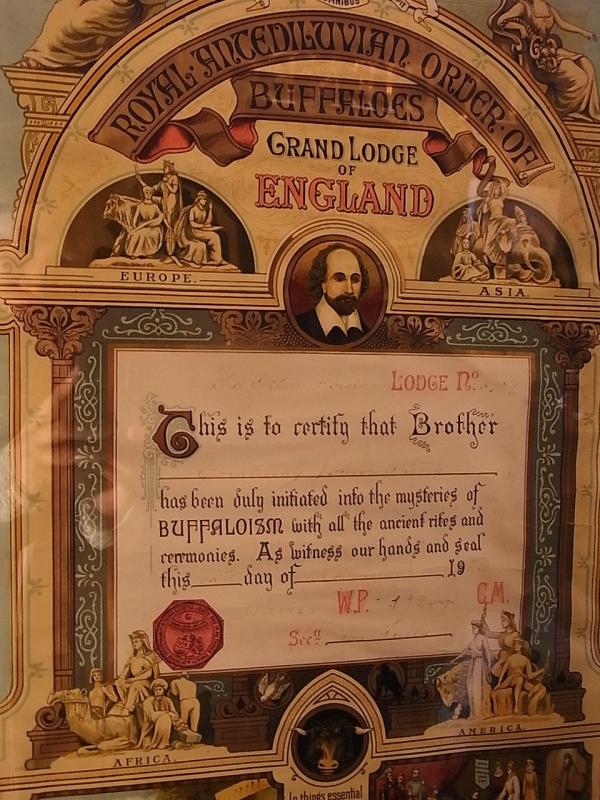 OMNIBUS
ROYAL ANTEDILUVIAN ORDER OF
BUFFALOES
GRAND LODGE
OF
ENGLAND
EUROPE.
ASIA.
LODGE No.
This is to certify that Brother
has been duly initiated into the mysteries of
BUFFALOISM with all the ancient rites and
ceremonies. As witness our hands and seal
this day of 19
W.P. C.M.
Secy
AFRICA.
AMERICA.
In things essential